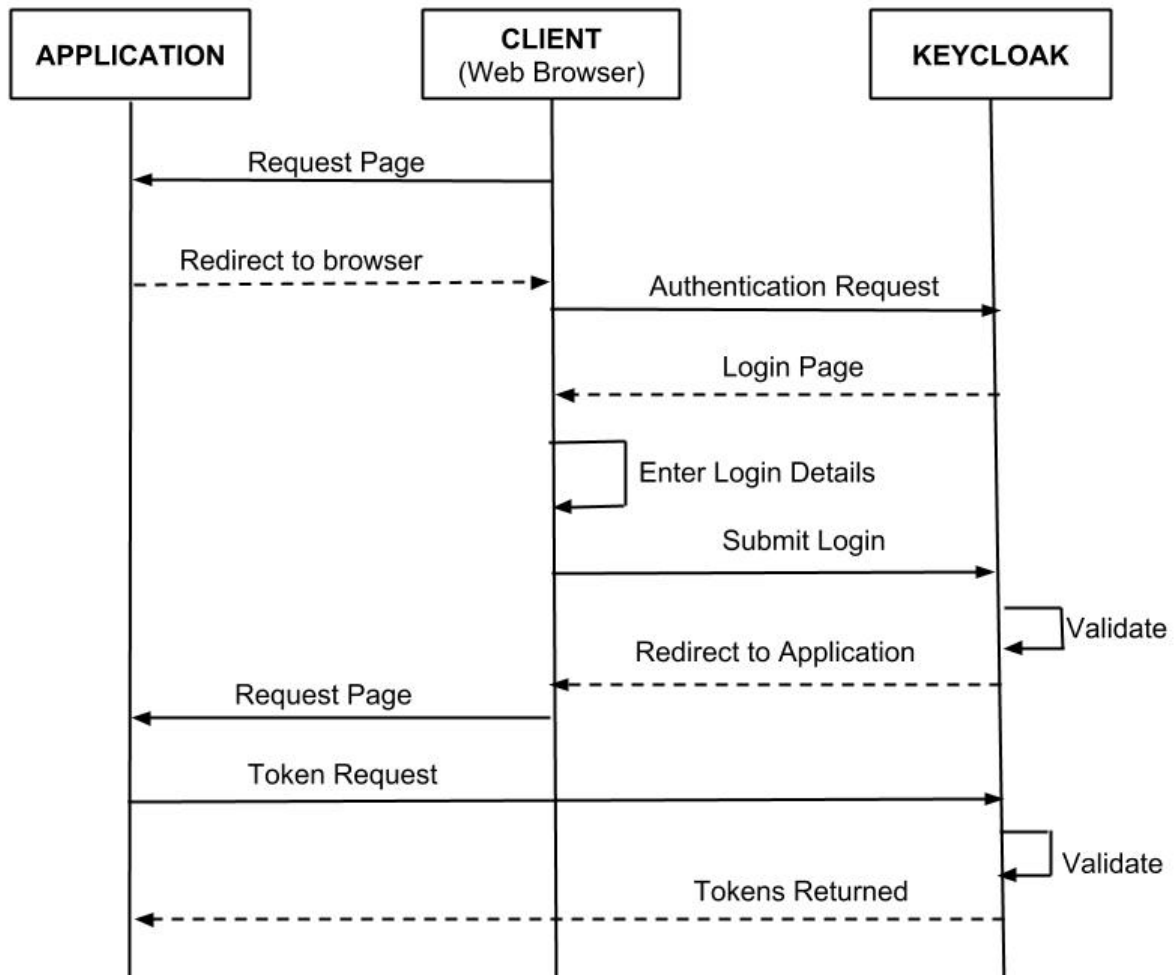 APPLICATION
CLIENT
(Web Browser)
KEYCLOAK
Request Page
Redirect to browser
Authentication Request
Login Page
Enter Login Details
Submit Login
Validate
Redirect to Application
Request Page
Token Request
Validate
Tokens Returned